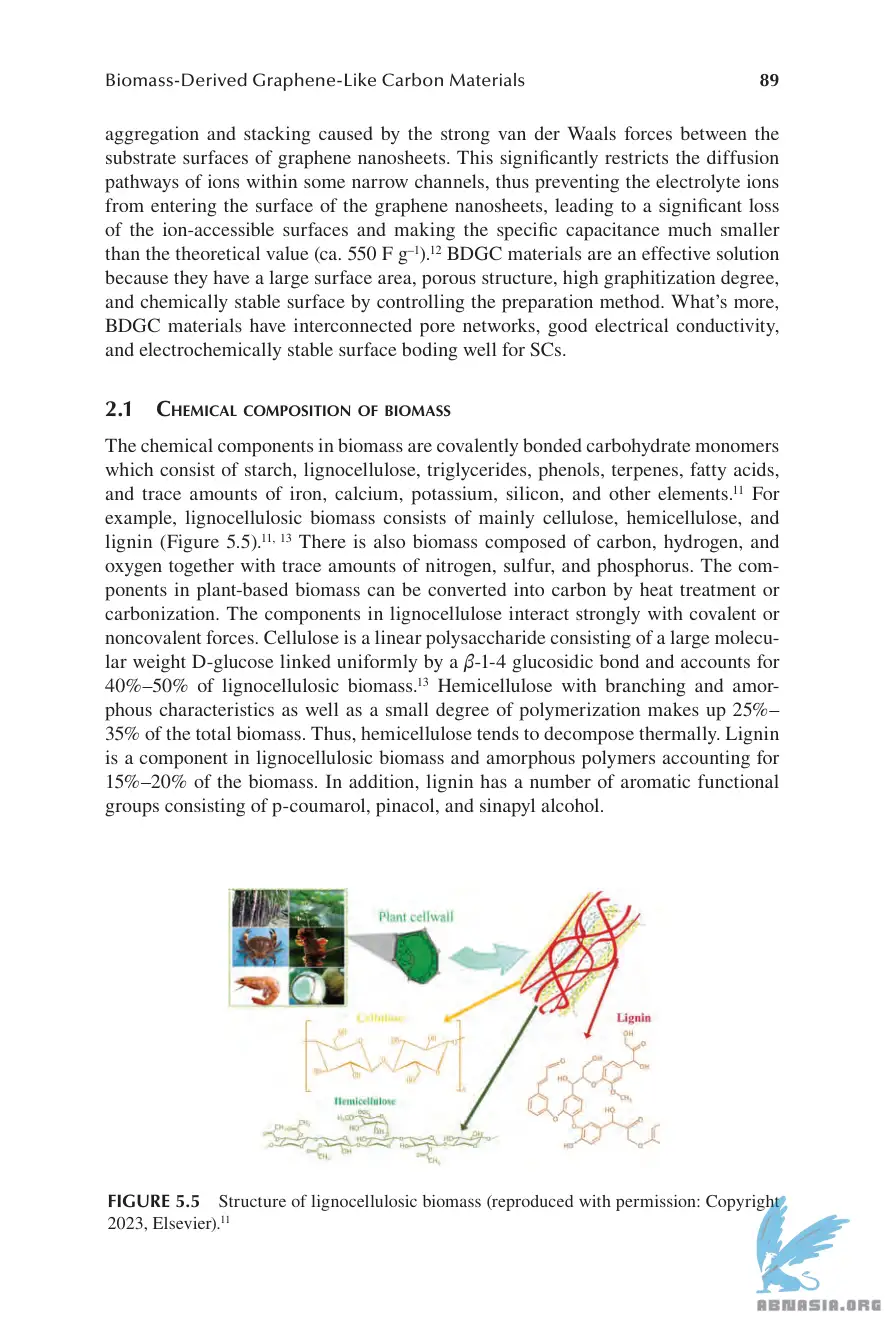 Biomass-Derived Graphene-Like Carbon Materials 89
aggregation and stacking caused by the strong van der Waals forces between the
substrate surfaces of graphene nanosheets. This significantly restricts the diffusion
pathways of ions within some narrow channels, thus preventing the electrolyte ions
from entering the surface of the graphene nanosheets, leading to a significant loss
of the ion-accessible surfaces and making the specific capacitance much smaller
than the theoretical value (ca. 550 F g⁻¹).¹² BDGC materials are an effective solution
because they have a large surface area, porous structure, high graphitization degree,
and chemically stable surface by controlling the preparation method. What's more,
BDGC materials have interconnected pore networks, good electrical conductivity,
and electrochemically stable surface boding well for SCs.
2.1 Chemical composition of biomass
The chemical components in biomass are covalently bonded carbohydrate monomers
which consist of starch, lignocellulose, triglycerides, phenols, terpenes, fatty acids,
and trace amounts of iron, calcium, potassium, silicon, and other elements.¹¹ For
example, lignocellulosic biomass consists of mainly cellulose, hemicellulose, and
lignin (Figure 5.5).¹¹, ¹³ There is also biomass composed of carbon, hydrogen, and
oxygen together with trace amounts of nitrogen, sulfur, and phosphorus. The com-
ponents in plant-based biomass can be converted into carbon by heat treatment or
carbonization. The components in lignocellulose interact strongly with covalent or
noncovalent forces. Cellulose is a linear polysaccharide consisting of a large molecu-
lar weight D-glucose linked uniformly by a β-1-4 glucosidic bond and accounts for
40%–50% of lignocellulosic biomass.¹³ Hemicellulose with branching and amor-
phous characteristics as well as a small degree of polymerization makes up 25%–
35% of the total biomass. Thus, hemicellulose tends to decompose thermally. Lignin
is a component in lignocellulosic biomass and amorphous polymers accounting for
15%–20% of the biomass. In addition, lignin has a number of aromatic functional
groups consisting of p-coumarol, pinacol, and sinapyl alcohol.
Plant cellwall
Cellulose
Lignin
Hemicellulose
FIGURE 5.5 Structure of lignocellulosic biomass (reproduced with permission: Copyright
2023, Elsevier).¹¹
ABNASIA.ORG